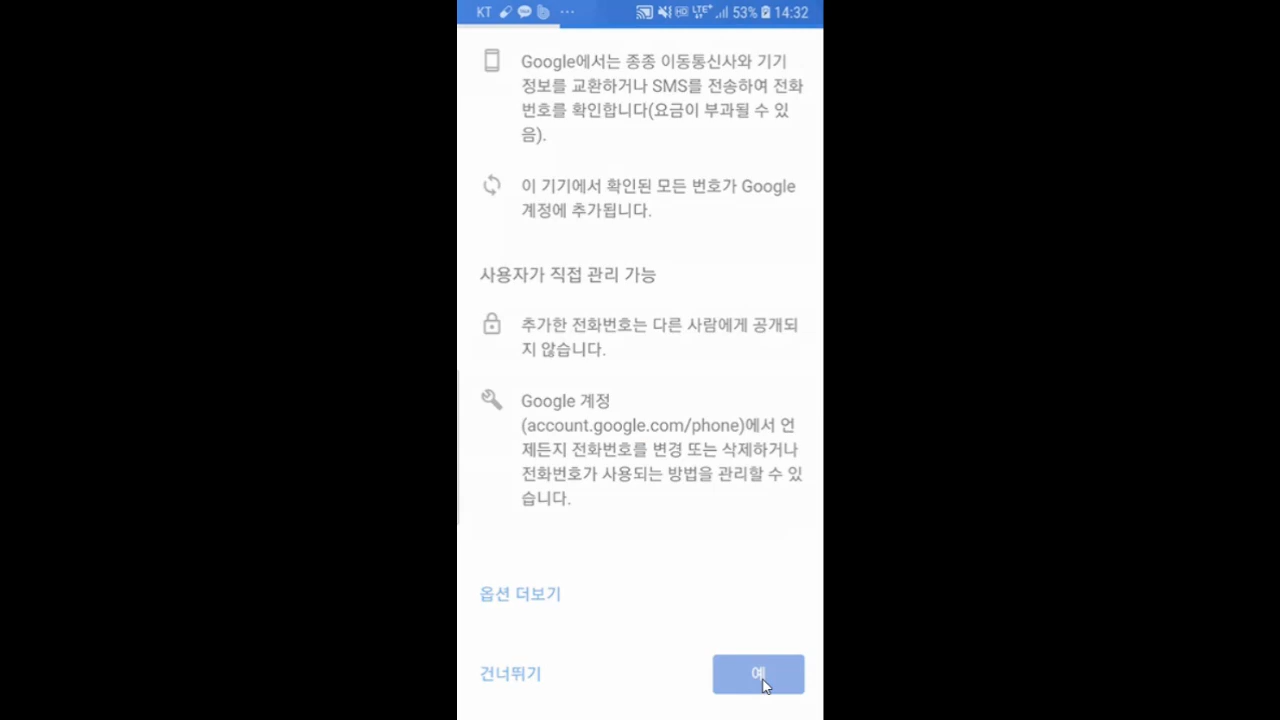 KT ··· HD LTE+ 53% 14:32
Google에서는 종종 이동통신사와 기기
정보를 교환하거나 SMS를 전송하여 전화
번호를 확인합니다(요금이 부과될 수 있
음).
이 기기에서 확인된 모든 번호가 Google
계정에 추가됩니다.
사용자가 직접 관리 가능
추가한 전화번호는 다른 사람에게 공개되
지 않습니다.
Google 계정
(account.google.com/phone)에서 언
제든지 전화번호를 변경 또는 삭제하거나
전화번호가 사용되는 방법을 관리할 수 있
습니다.
옵션 더보기
건너뛰기
예